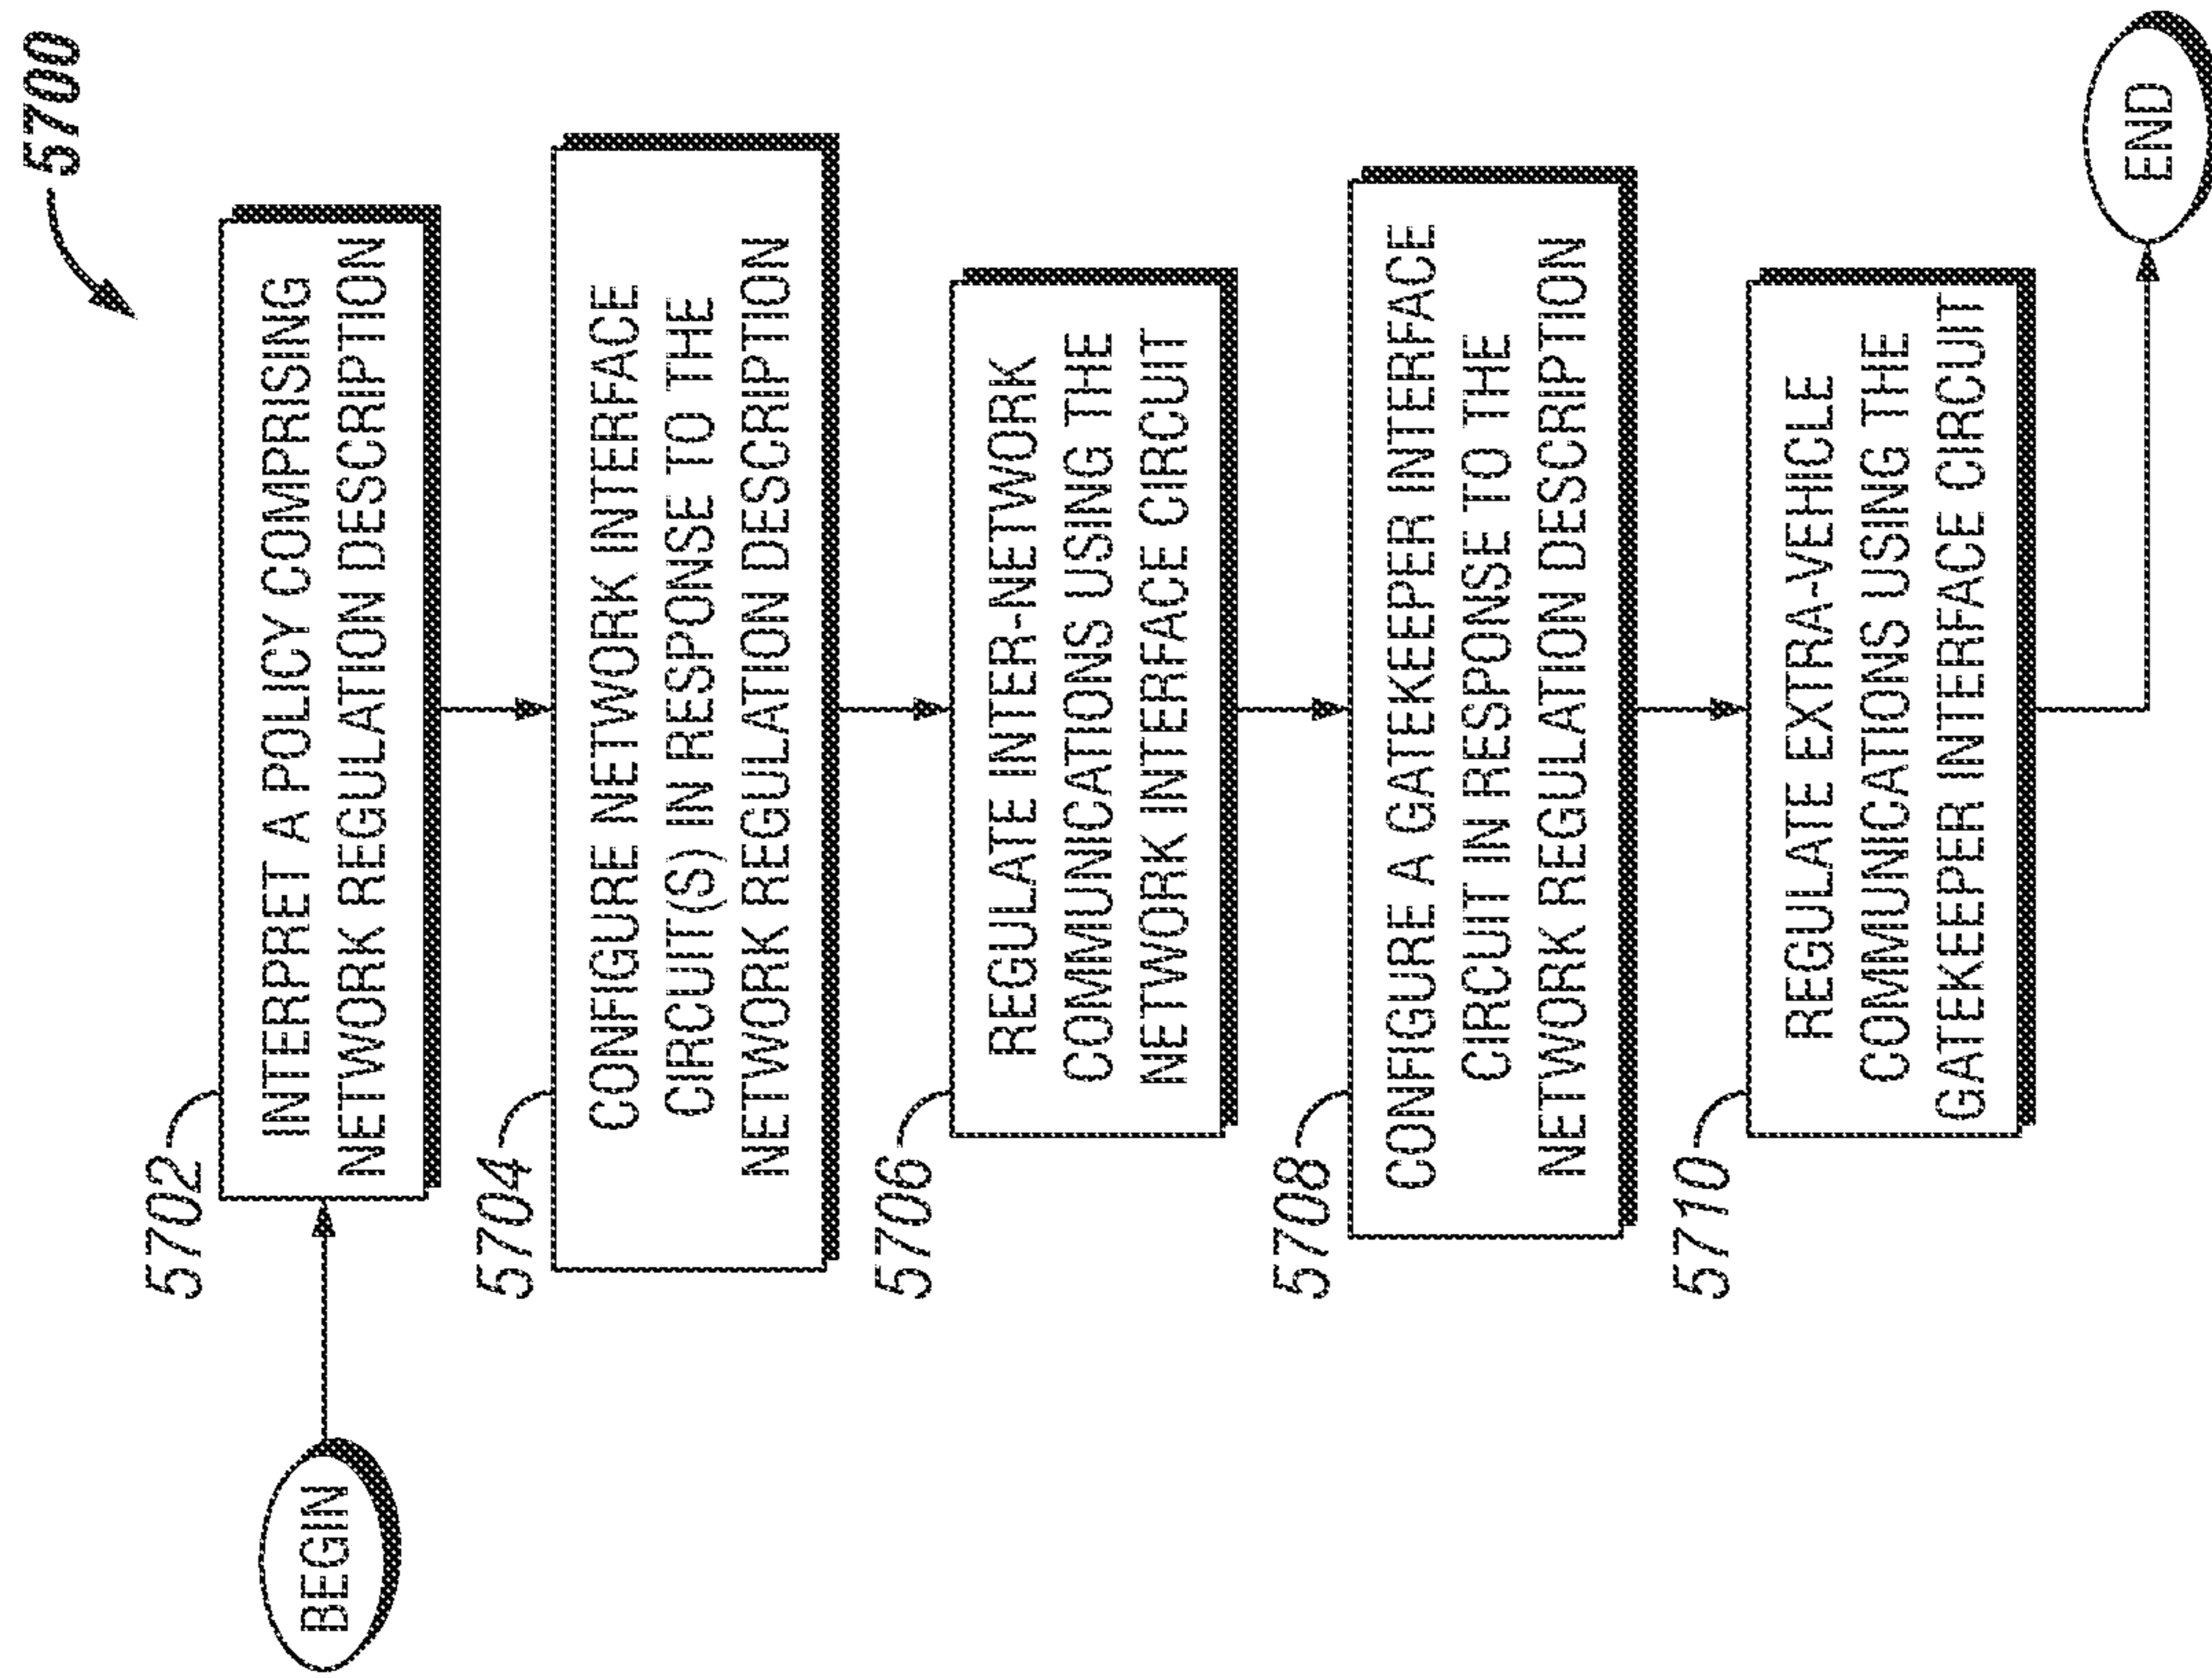 5700
BEGIN
5702
INTERPRET A POLICY COMPRISING
NETWORK REGULATION DESCRIPTION
5704
CONFIGURE NETWORK INTERFACE
CIRCUIT(S) IN RESPONSE TO THE
NETWORK REGULATION DESCRIPTION
5706
REGULATE INTER-NETWORK
COMMUNICATIONS USING THE
NETWORK INTERFACE CIRCUIT
5708
CONFIGURE A GATEKEEPER INTERFACE
CIRCUIT IN RESPONSE TO THE
NETWORK REGULATION DESCRIPTION
5710
REGULATE EXTRA-VEHICLE
COMMUNICATIONS USING THE
GATEKEEPER INTERFACE CIRCUIT
END